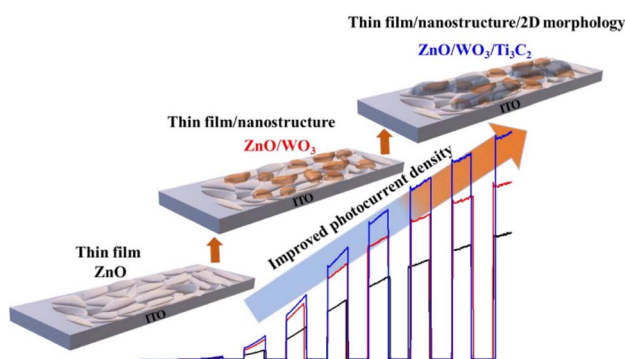 Thin film/nanostructure/2D morphology
ZnO/WO₃/Ti₃C₂
ITO
Thin film/nanostructure
ZnO/WO₃
ITO
Improved photocurrent density
Thin film
ZnO
ITO